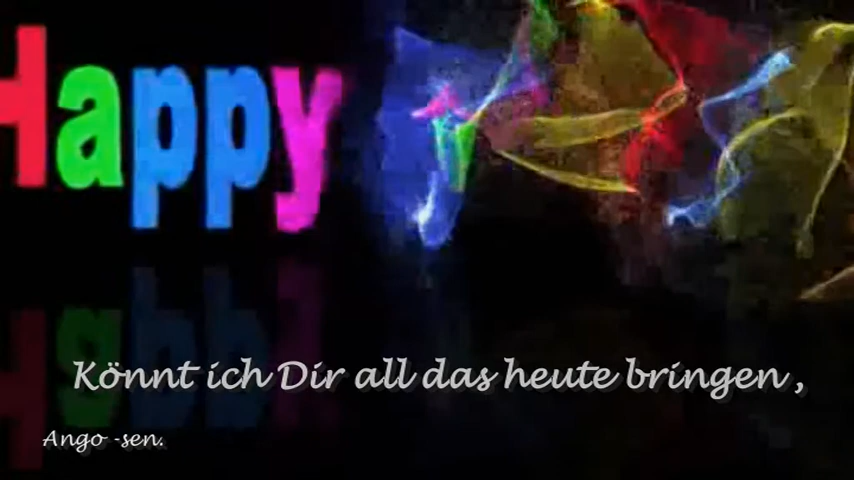 Happy
Könnt ich Dir all das heute bringen ,
Ango -sen.